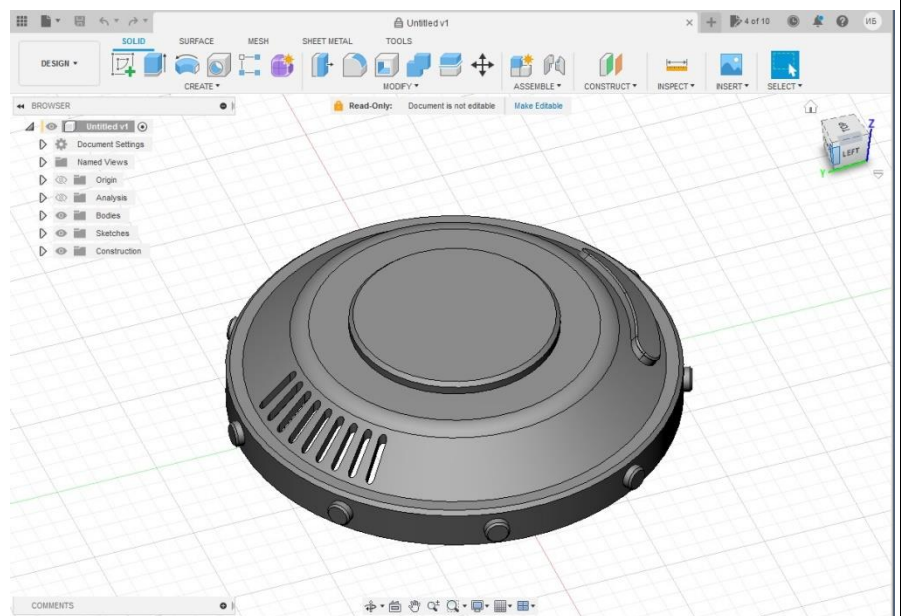 Untitled v1
4 of 10
ИБ
DESIGN
SOLID SURFACE MESH SHEET METAL TOOLS
CREATE MODIFY ASSEMBLE CONSTRUCT INSPECT INSERT SELECT
BROWSER
Read-Only: Document is not editable Make Editable
Untitled v1
Document Settings
Named Views
Origin
Analysis
Bodies
Sketches
Construction
Z
LEFT
Y
COMMENTS